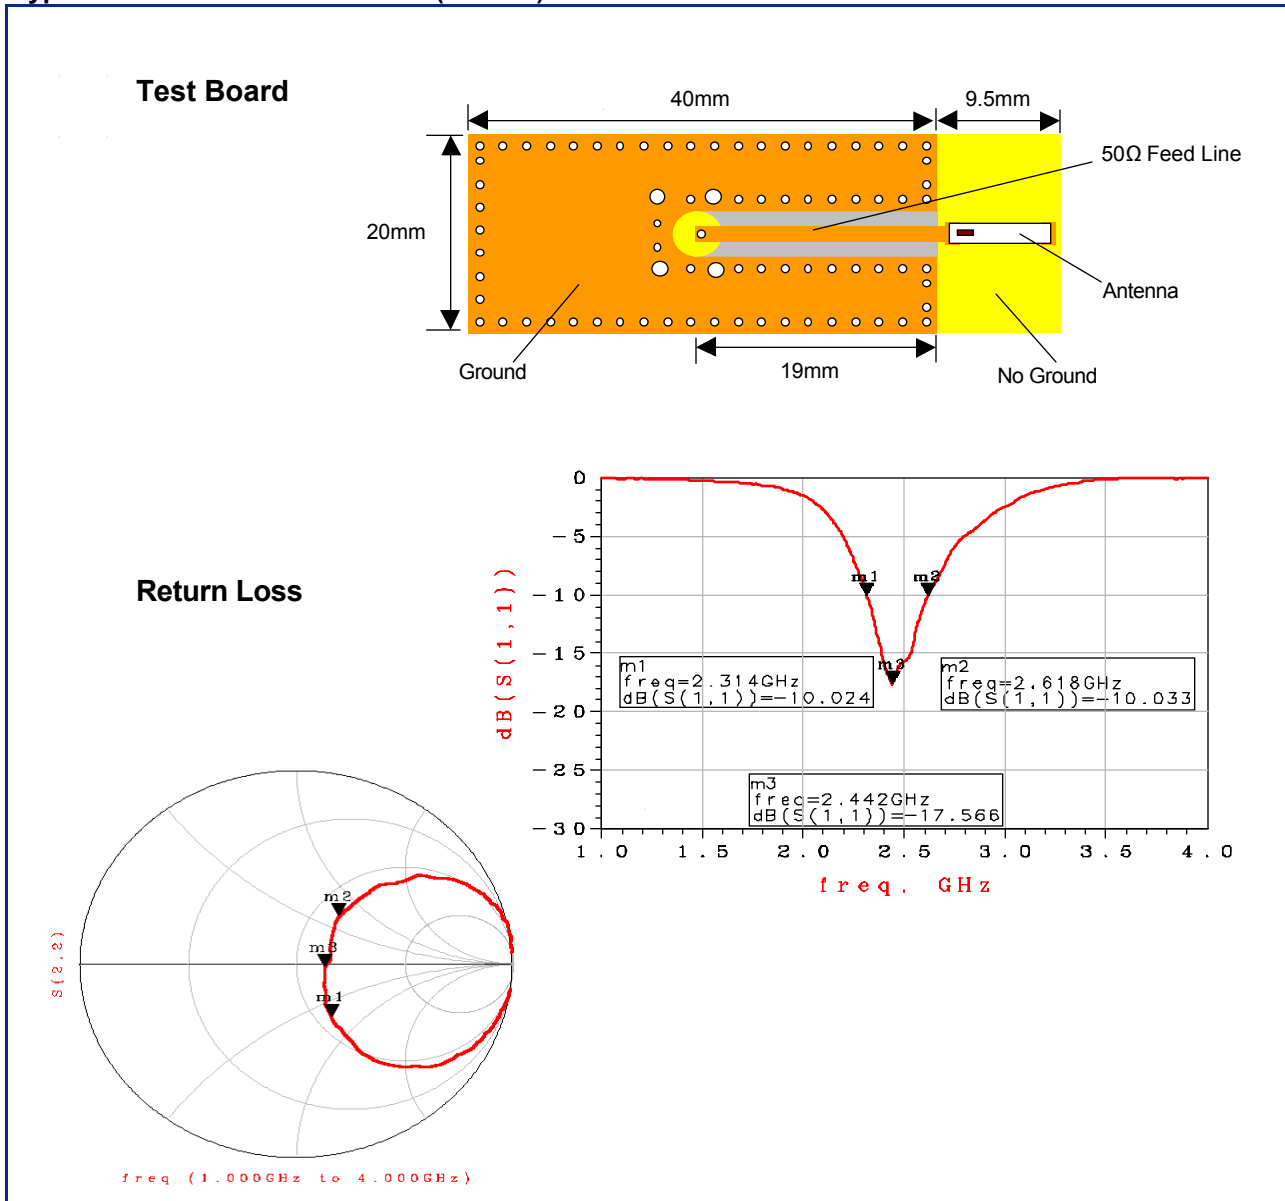 Test Board
40mm
9.5mm
50Ω Feed Line
20mm
Antenna
Ground
19mm
No Ground
Return Loss
dB(S(1,1))
0
-5
-10
-15
-20
-25
-30
m1
m2
m3
m1
freq=2.314GHz
dB(S(1,1))=-10.024
m2
freq=2.618GHz
dB(S(1,1))=-10.033
m3
freq=2.442GHz
dB(S(1,1))=-17.566
1.0 1.5 2.0 2.5 3.0 3.5 4.0
freq, GHz
S(2,2)
m2
m3
m1
freq (1.000GHz to 4.000GHz)